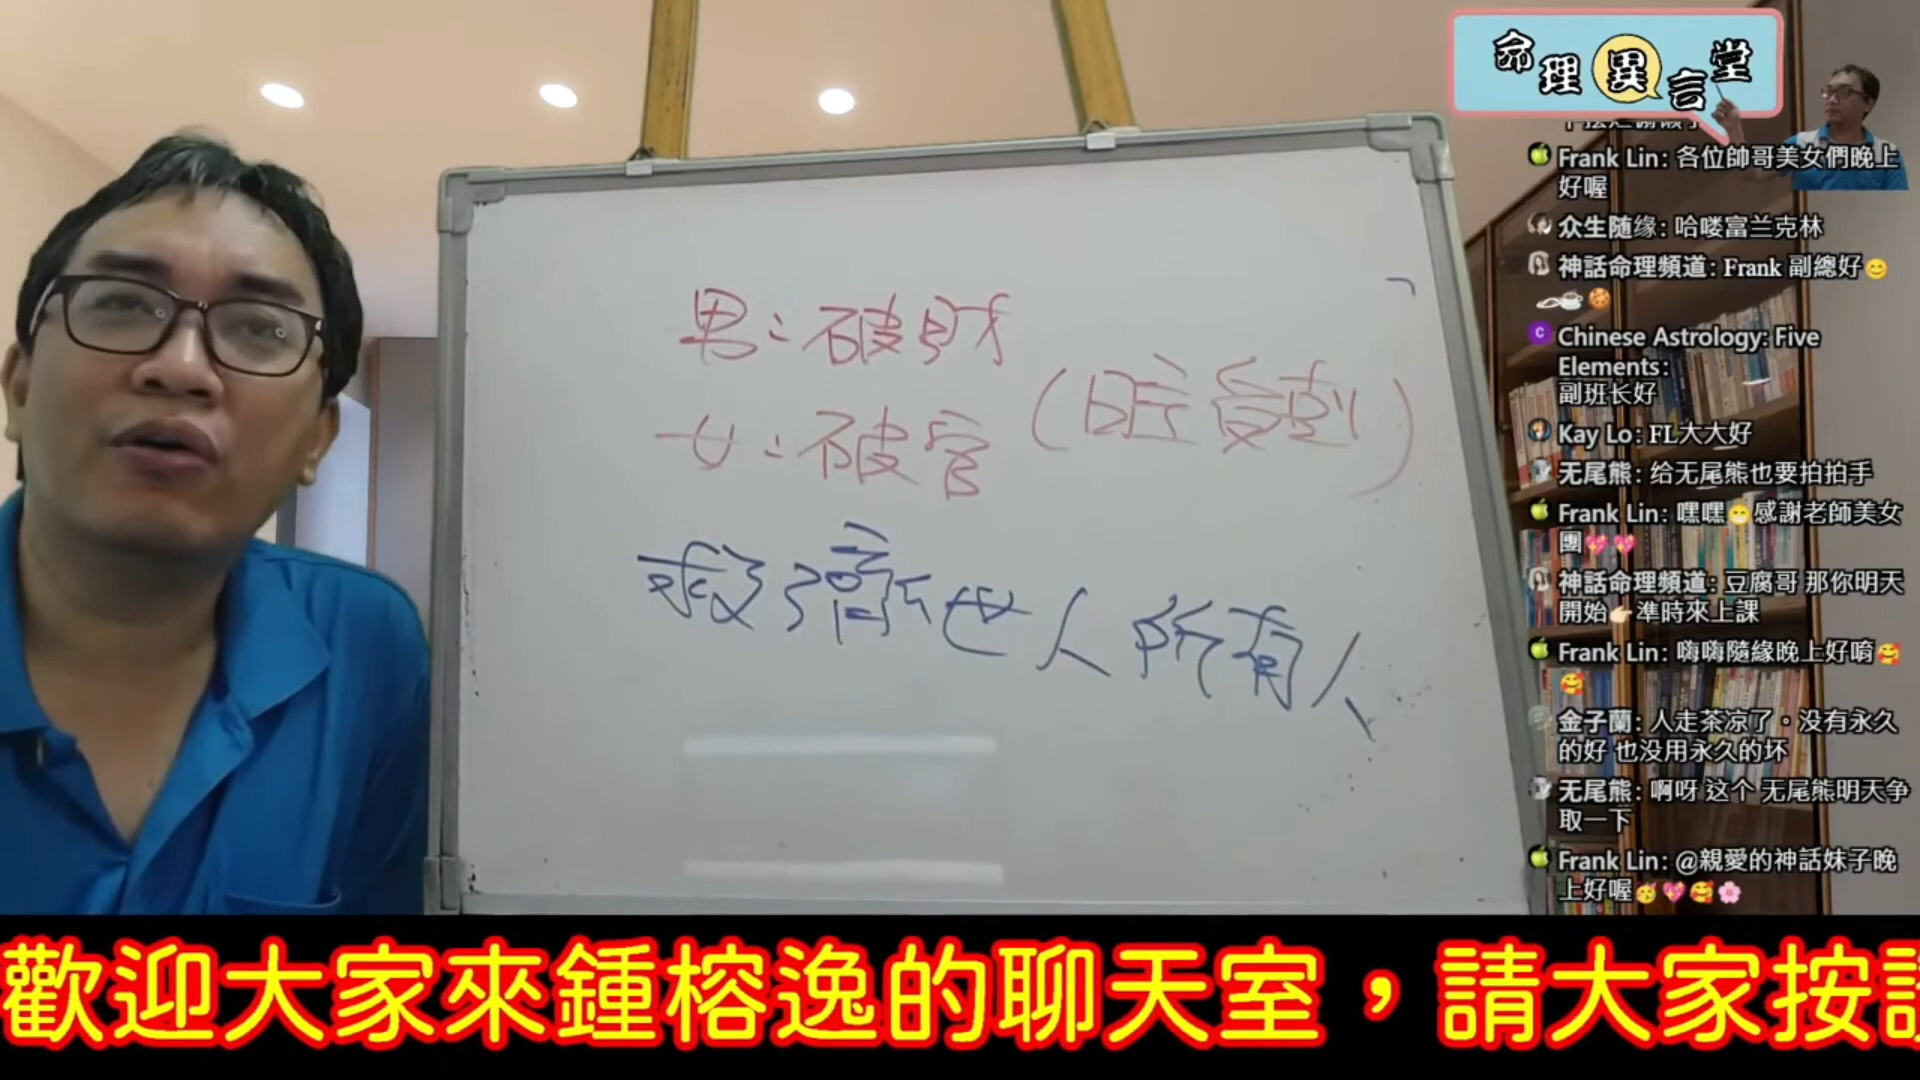 命理異言堂
Frank Lin: 各位帥哥美女們晚上
好喔
众生随缘: 哈喽富兰克林
神話命理頻道: Frank 副總好😊
☕🍪
Chinese Astrology: Five
Elements:
副班长好
Kay Lo: FL大大好
无尾熊: 给无尾熊也要拍拍手
Frank Lin: 嘿嘿😁感謝老師美女
團💖💖
神話命理頻道: 豆腐哥 那你明天
開始👉準時來上課
Frank Lin: 嗨嗨隨緣晚上好唷🥰
🥰
金子蘭: 人走茶凉了。没有永久
的好 也没用永久的坏
无尾熊: 啊呀 这个 无尾熊明天争
取一下
Frank Lin: @親愛的神話妹子晚
上好喔🥳💖🥰🌸
男:破財
女:破官
(旺受剋)
救了齊世人所有人
歡迎大家來鍾榕逸的聊天室，請大家按